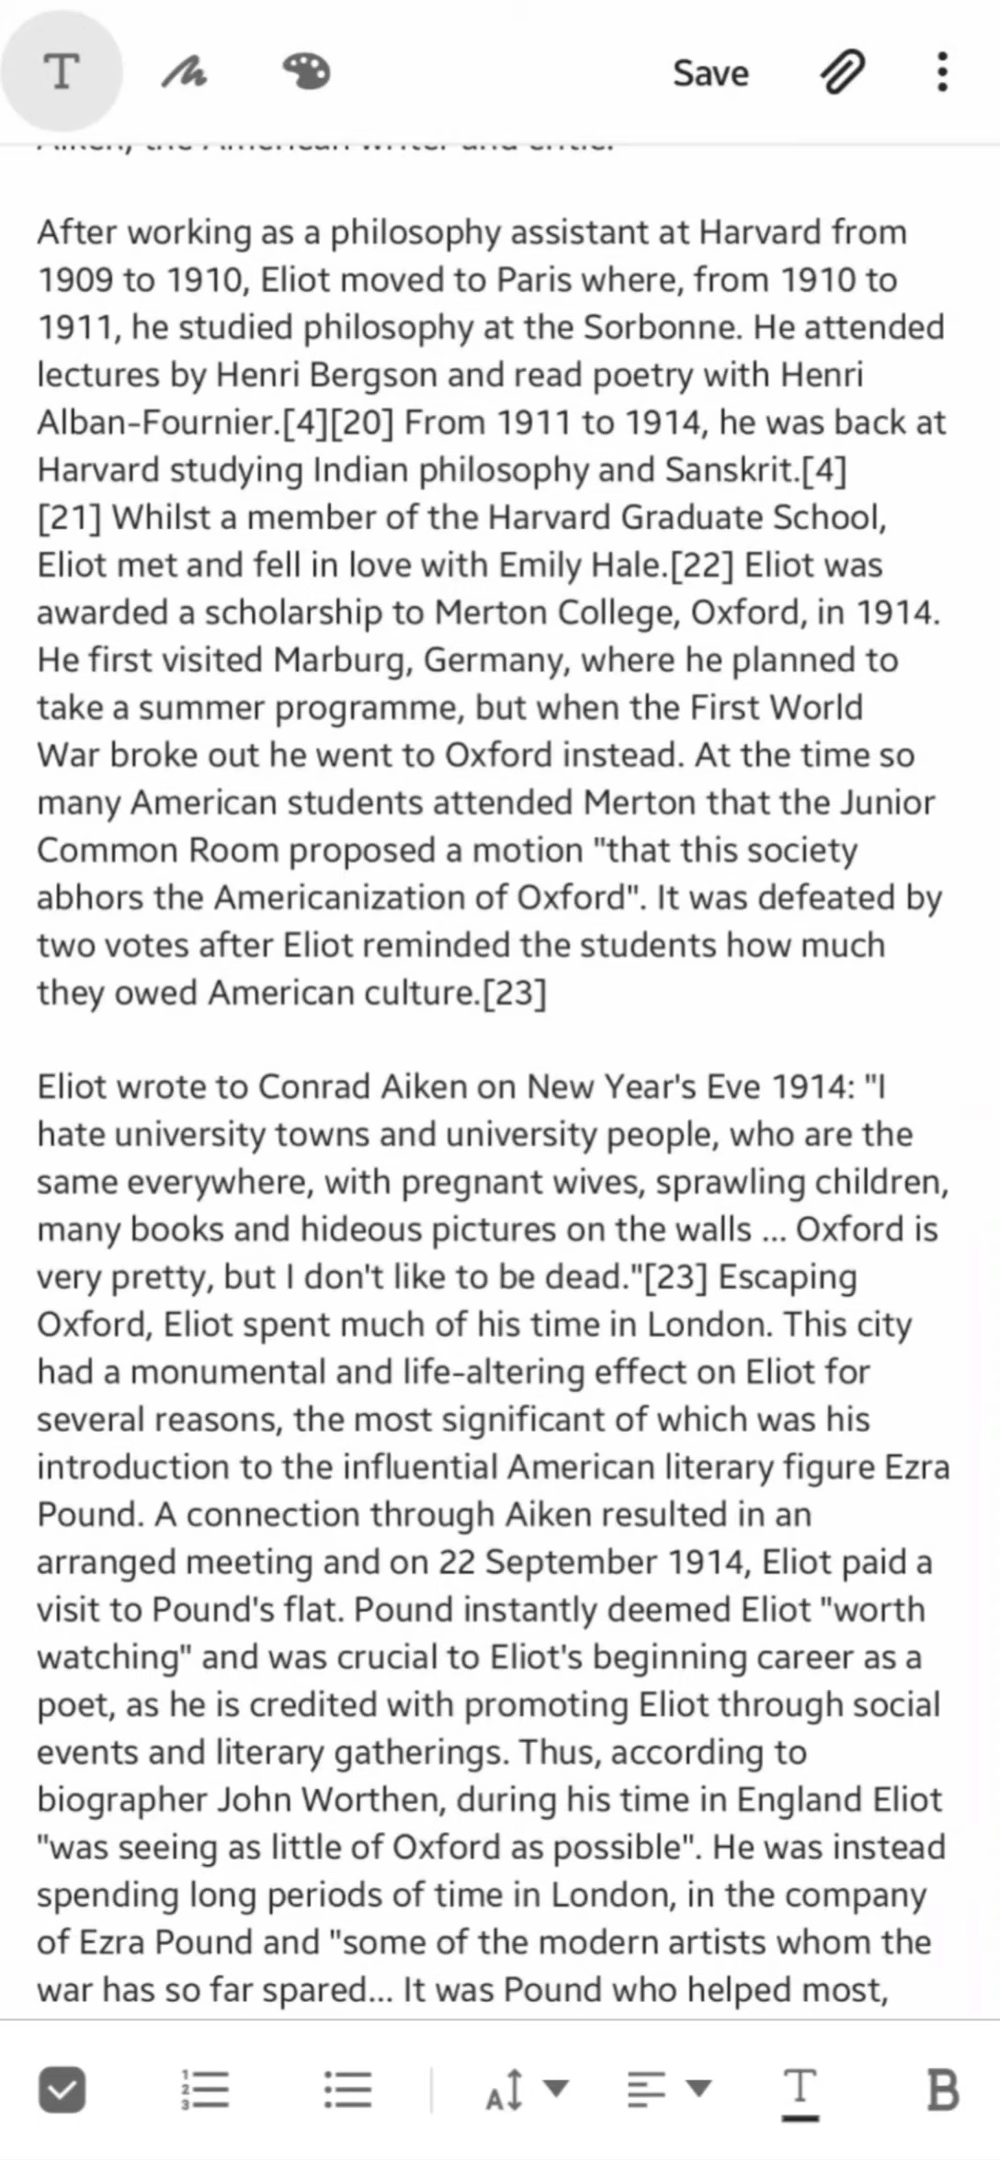 T
Save
Aiken, the American writer and critic.
After working as a philosophy assistant at Harvard from
1909 to 1910, Eliot moved to Paris where, from 1910 to
1911, he studied philosophy at the Sorbonne. He attended
lectures by Henri Bergson and read poetry with Henri
Alban-Fournier.[4][20] From 1911 to 1914, he was back at
Harvard studying Indian philosophy and Sanskrit.[4]
[21] Whilst a member of the Harvard Graduate School,
Eliot met and fell in love with Emily Hale.[22] Eliot was
awarded a scholarship to Merton College, Oxford, in 1914.
He first visited Marburg, Germany, where he planned to
take a summer programme, but when the First World
War broke out he went to Oxford instead. At the time so
many American students attended Merton that the Junior
Common Room proposed a motion "that this society
abhors the Americanization of Oxford". It was defeated by
two votes after Eliot reminded the students how much
they owed American culture.[23]
Eliot wrote to Conrad Aiken on New Year's Eve 1914: "I
hate university towns and university people, who are the
same everywhere, with pregnant wives, sprawling children,
many books and hideous pictures on the walls ... Oxford is
very pretty, but I don't like to be dead."[23] Escaping
Oxford, Eliot spent much of his time in London. This city
had a monumental and life-altering effect on Eliot for
several reasons, the most significant of which was his
introduction to the influential American literary figure Ezra
Pound. A connection through Aiken resulted in an
arranged meeting and on 22 September 1914, Eliot paid a
visit to Pound's flat. Pound instantly deemed Eliot "worth
watching" and was crucial to Eliot's beginning career as a
poet, as he is credited with promoting Eliot through social
events and literary gatherings. Thus, according to
biographer John Worthen, during his time in England Eliot
"was seeing as little of Oxford as possible". He was instead
spending long periods of time in London, in the company
of Ezra Pound and "some of the modern artists whom the
war has so far spared... It was Pound who helped most,
1 2 3 A T B